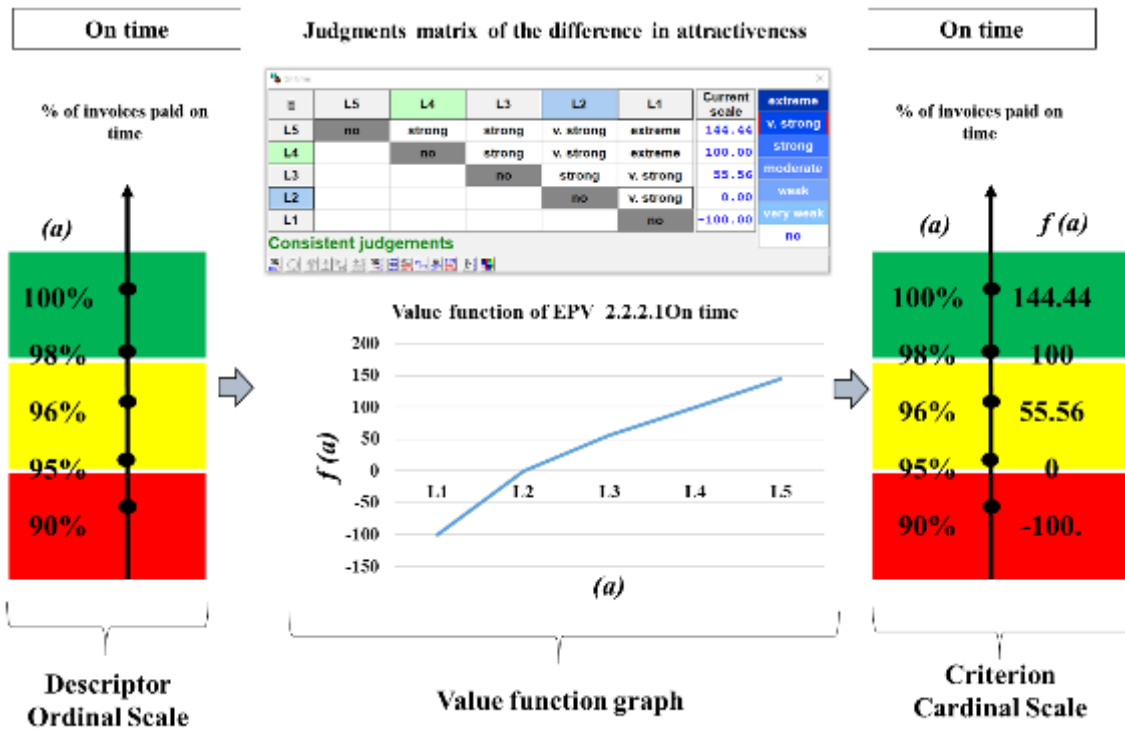 On time
Judgments matrix of the difference in attractiveness
On time
% of invoices paid on
time
L5 L4 L3 L2 L1 Current
scale
L5 no strong strong v. strong extreme 144.44
L4 no strong v. strong extreme 100.00
L3 no strong v. strong 55.56
L2 no v. strong 0.00
L1 no -100.00
extreme
v. strong
strong
moderate
weak
very weak
no
Consistent judgements
% of invoices paid on
time
(a)
100%
98%
96%
95%
90%
Value function of EPV 2.2.2.1On time
200
150
100
50
0
-50
-100
-150
f (a)
L1 L2 L3 L4 L5
(a)
(a) f (a)
100% 144.44
98% 100
96% 55.56
95% 0
90% -100.
Descriptor
Ordinal Scale
Value function graph
Criterion
Cardinal Scale